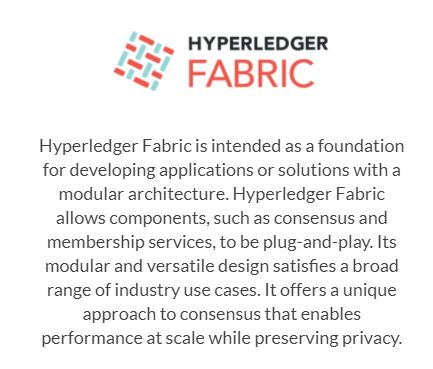 HYPERLEDGER
FABRIC
Hyperledger Fabric is intended as a foundation
for developing applications or solutions with a
modular architecture. Hyperledger Fabric
allows components, such as consensus and
membership services, to be plug-and-play. Its
modular and versatile design satisfies a broad
range of industry use cases. It offers a unique
approach to consensus that enables
performance at scale while preserving privacy.